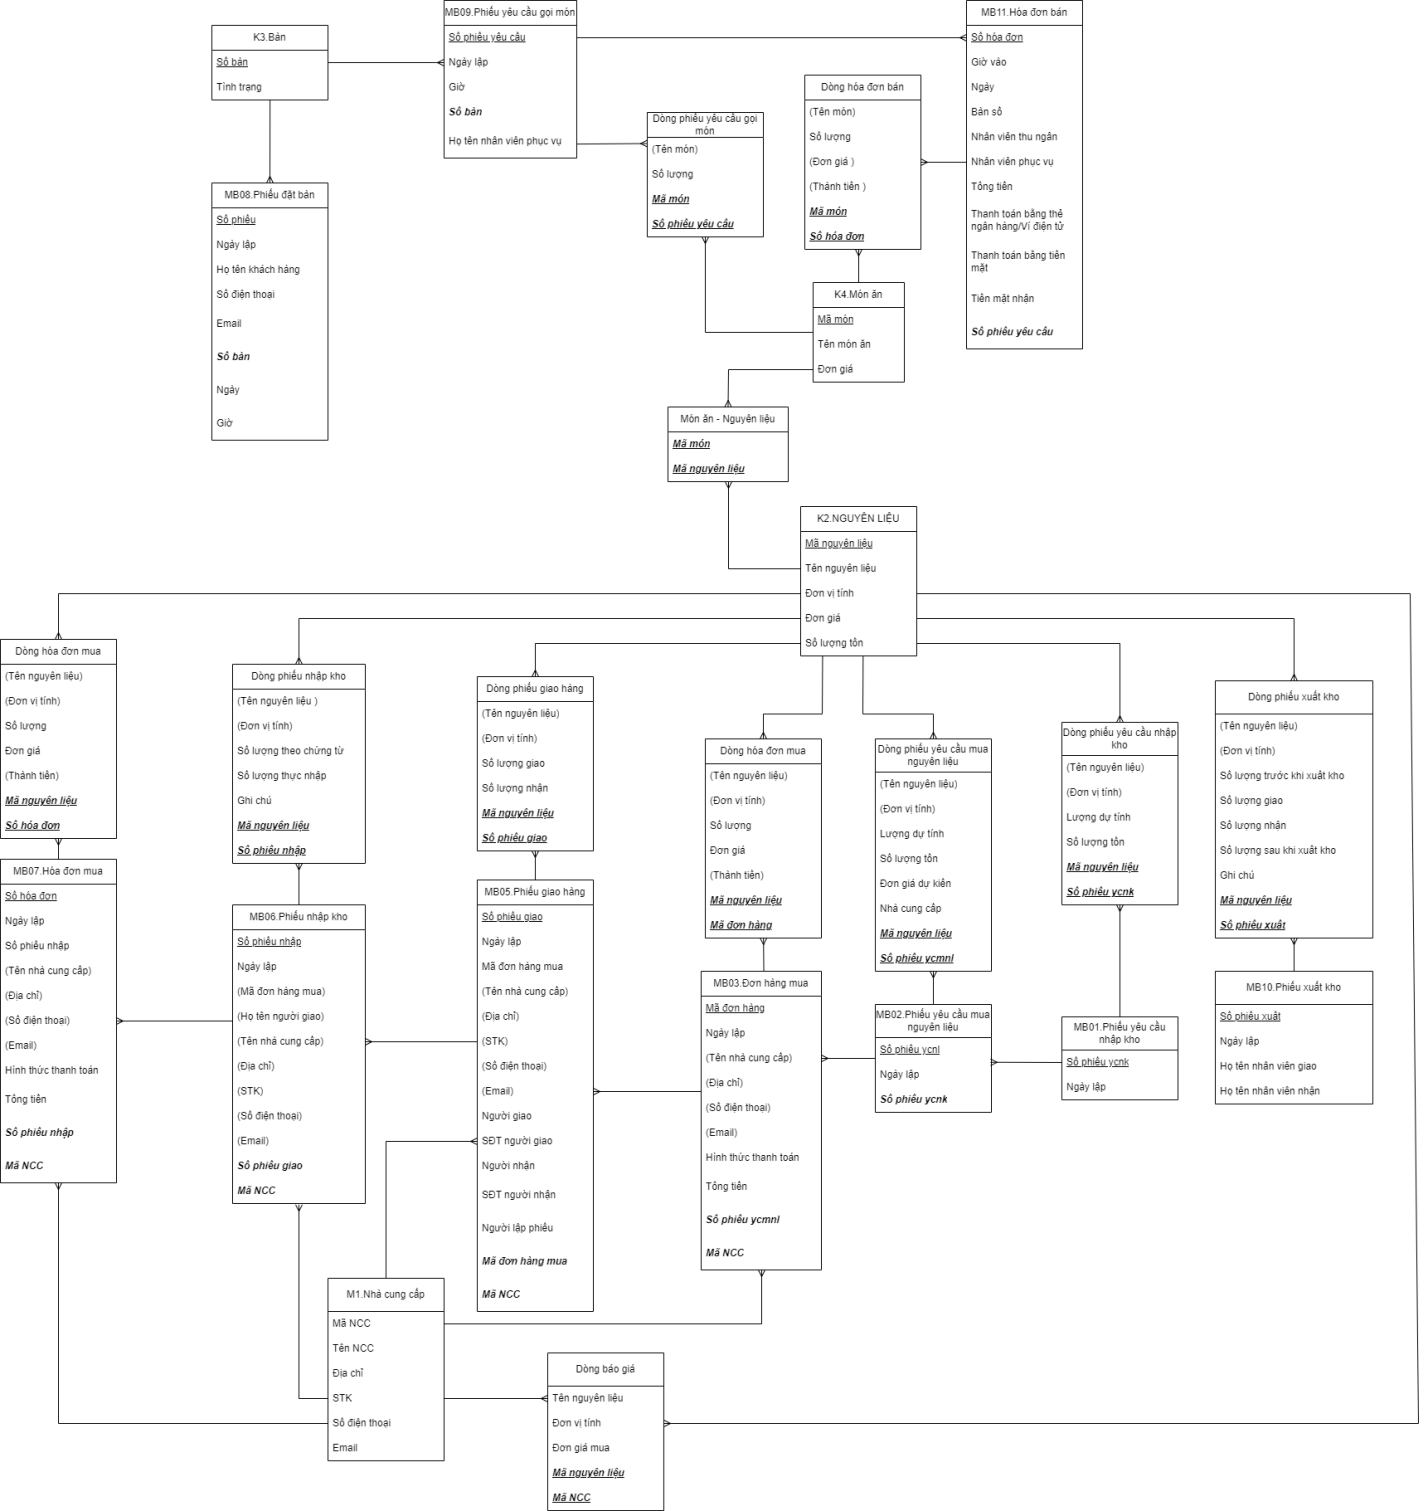 K3.Bàn
Số bàn
Tình trạng
MB09.Phiếu yêu cầu gọi món
Số phiếu yêu cầu
Ngày lập
Giờ
Số bàn
Họ tên nhân viên phục vụ
MB11.Hóa đơn bán
Số hóa đơn
Giờ vào
Ngày
Bàn số
Nhân viên thu ngân
Nhân viên phục vụ
Tổng tiền
Thanh toán bằng thẻ
ngân hàng/Ví điện tử
Thanh toán bằng tiền
mặt
Tiền mặt nhận
Số phiếu yêu cầu
Dòng hóa đơn bán
(Tên món)
Số lượng
(Đơn giá )
(Thành tiền )
Mã món
Số hóa đơn
Dòng phiếu yêu cầu gọi
món
(Tên món)
Số lượng
Mã món
Số phiếu yêu cầu
MB08.Phiếu đặt bàn
Số phiếu
Ngày lập
Họ tên khách hàng
Số điện thoại
Email
Số bàn
Ngày
Giờ
K4.Món ăn
Mã món
Tên món ăn
Đơn giá
Món ăn - Nguyên liệu
Mã món
Mã nguyên liệu
K2.NGUYÊN LIỆU
Mã nguyên liệu
Tên nguyên liệu
Đơn vị tính
Đơn giá
Số lượng tồn
Dòng hóa đơn mua
(Tên nguyên liệu)
(Đơn vị tính)
Số lượng
Đơn giá
(Thành tiền)
Mã nguyên liệu
Số hóa đơn
Dòng phiếu nhập kho
(Tên nguyên liệu )
(Đơn vị tính)
Số lượng theo chứng từ
Số lượng thực nhập
Ghi chú
Mã nguyên liệu
Số phiếu nhập
Dòng phiếu giao hàng
(Tên nguyên liệu)
(Đơn vị tính)
Số lượng giao
Số lượng nhận
Mã nguyên liệu
Số phiếu giao
Dòng hóa đơn mua
(Tên nguyên liệu)
(Đơn vị tính)
Số lượng
Đơn giá
(Thành tiền)
Mã nguyên liệu
Mã đơn hàng
Dòng phiếu yêu cầu mua
nguyên liệu
(Tên nguyên liệu)
(Đơn vị tính)
Lượng dự tính
Số lượng tồn
Đơn giá dự kiến
Nhà cung cấp
Mã nguyên liệu
Số phiếu ycmnl
Dòng phiếu yêu cầu nhập
kho
(Tên nguyên liệu)
(Đơn vị tính)
Lượng dự tính
Số lượng tồn
Mã nguyên liệu
Số phiếu ycnk
Dòng phiếu xuất kho
(Tên nguyên liệu)
(Đơn vị tính)
Số lượng trước khi xuất kho
Số lượng giao
Số lượng nhận
Số lượng sau khi xuất kho
Ghi chú
Mã nguyên liệu
Số phiếu xuất
MB07.Hóa đơn mua
Số hóa đơn
Ngày lập
Số phiếu nhập
(Tên nhà cung cấp)
(Địa chỉ)
(Số điện thoại)
(Email)
Hình thức thanh toán
Tổng tiền
Số phiếu nhập
Mã NCC
MB06.Phiếu nhập kho
Số phiếu nhập
Ngày lập
(Mã đơn hàng mua)
(Họ tên người giao)
(Tên nhà cung cấp)
(Địa chỉ)
(STK)
(Số điện thoại)
(Email)
Số phiếu giao
Mã NCC
MB05.Phiếu giao hàng
Số phiếu giao
Ngày lập
Mã đơn hàng mua
(Tên nhà cung cấp)
(Địa chỉ)
(STK)
(Số điện thoại)
(Email)
Người giao
SĐT người giao
Người nhận
SĐT người nhận
Người lập phiếu
Mã đơn hàng mua
Mã NCC
MB03.Đơn hàng mua
Mã đơn hàng
Ngày lập
(Tên nhà cung cấp)
(Địa chỉ)
(Số điện thoại)
(Email)
Hình thức thanh toán
Tổng tiền
Số phiếu ycmnl
Mã NCC
MB02.Phiếu yêu cầu mua
nguyên liệu
Số phiếu ycnl
Ngày lập
Số phiếu ycnk
MB01.Phiếu yêu cầu
nhập kho
Số phiếu ycnk
Ngày lập
MB10.Phiếu xuất kho
Số phiếu xuất
Ngày lập
Họ tên nhân viên giao
Họ tên nhân viên nhận
M1.Nhà cung cấp
Mã NCC
Tên NCC
Địa chỉ
STK
Số điện thoại
Email
Dòng báo giá
Tên nguyên liệu
Đơn vị tính
Đơn giá mua
Mã nguyên liệu
Mã NCC